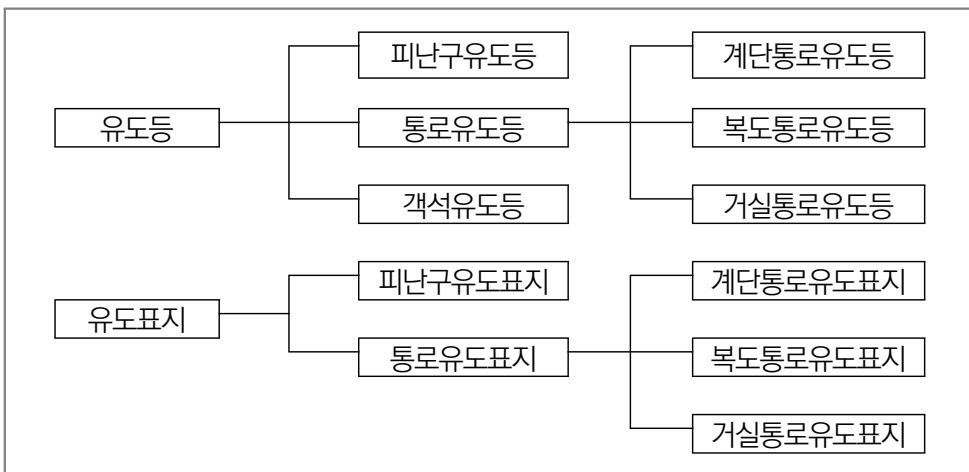 피난구유도등
계단통로유도등
유도등
통로유도등
복도통로유도등
객석유도등
거실통로유도등
피난구유도표지
계단통로유도표지
유도표지
통로유도표지
복도통로유도표지
거실통로유도표지